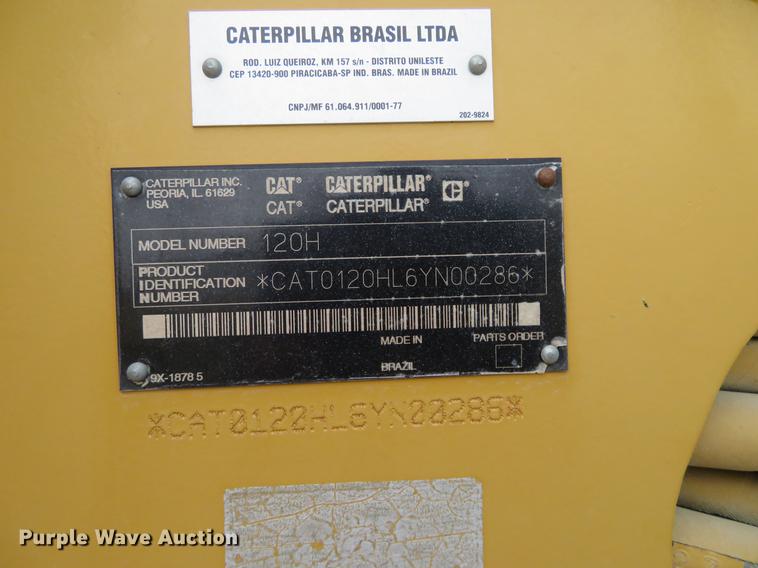 CATERPILLAR BRASIL LTDA
ROD. LUIZ QUEIROZ, KM 157 s/n - DISTRITO UNILESTE
CEP 13420-900 PIRACICABA-SP IND. BRAS. MADE IN BRAZIL
CNPJ/MF 61.064.911/0001-77
202-9824
CATERPILLAR INC.
PEORIA, IL 61629
USA
CAT® CATERPILLAR® C®
CAT® CATERPILLAR®
MODEL NUMBER 120H
PRODUCT
IDENTIFICATION
NUMBER
*CAT0120HL6YN00286*
MADE IN
BRAZIL
PARTS ORDER
9X-1878 5
*CAT0120HL6YN00286*
Purple Wave Auction®